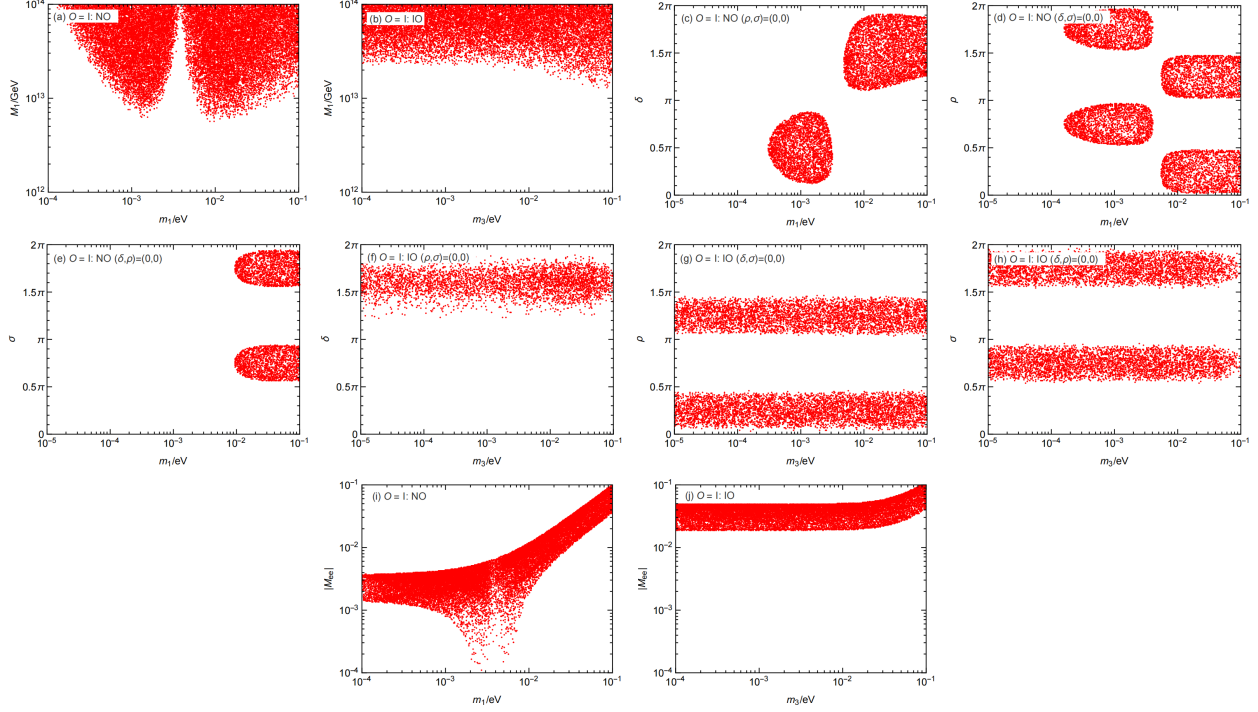 (a) O = I: NO
10^14
10^13
10^12
M₁/GeV
10^-4 10^-3 10^-2 10^-1
m₁/eV
(b) O = I: IO
10^14
10^13
10^12
M₁/GeV
10^-5 10^-4 10^-3 10^-2 10^-1
m₃/eV
(c) O = I: NO (ρ,σ)=(0,0)
2π
1.5π
π
0.5π
0
δ
10^-5 10^-4 10^-3 10^-2 10^-1
m₁/eV
(d) O = I: NO (δ,σ)=(0,0)
2π
1.5π
π
0.5π
0
ρ
10^-5 10^-4 10^-3 10^-2 10^-1
m₁/eV
(e) O = I: NO (δ,ρ)=(0,0)
2π
1.5π
π
0.5π
0
σ
10^-5 10^-4 10^-3 10^-2 10^-1
m₁/eV
(f) O = I: IO (ρ,σ)=(0,0)
2π
1.5π
π
0.5π
0
δ
10^-5 10^-4 10^-3 10^-2 10^-1
m₃/eV
(g) O = I: IO (δ,σ)=(0,0)
2π
1.5π
π
0.5π
0
ρ
10^-5 10^-4 10^-3 10^-2 10^-1
m₃/eV
(h) O = I: IO (δ,ρ)=(0,0)
2π
1.5π
π
0.5π
0
σ
10^-5 10^-4 10^-3 10^-2 10^-1
m₃/eV
(i) O = I: NO
10^-1
10^-2
10^-3
10^-4
|M_ee|
10^-4 10^-3 10^-2 10^-1
m₁/eV
(j) O = I: IO
10^-1
10^-2
10^-3
10^-4
|M_ee|
10^-4 10^-3 10^-2 10^-1
m₃/eV